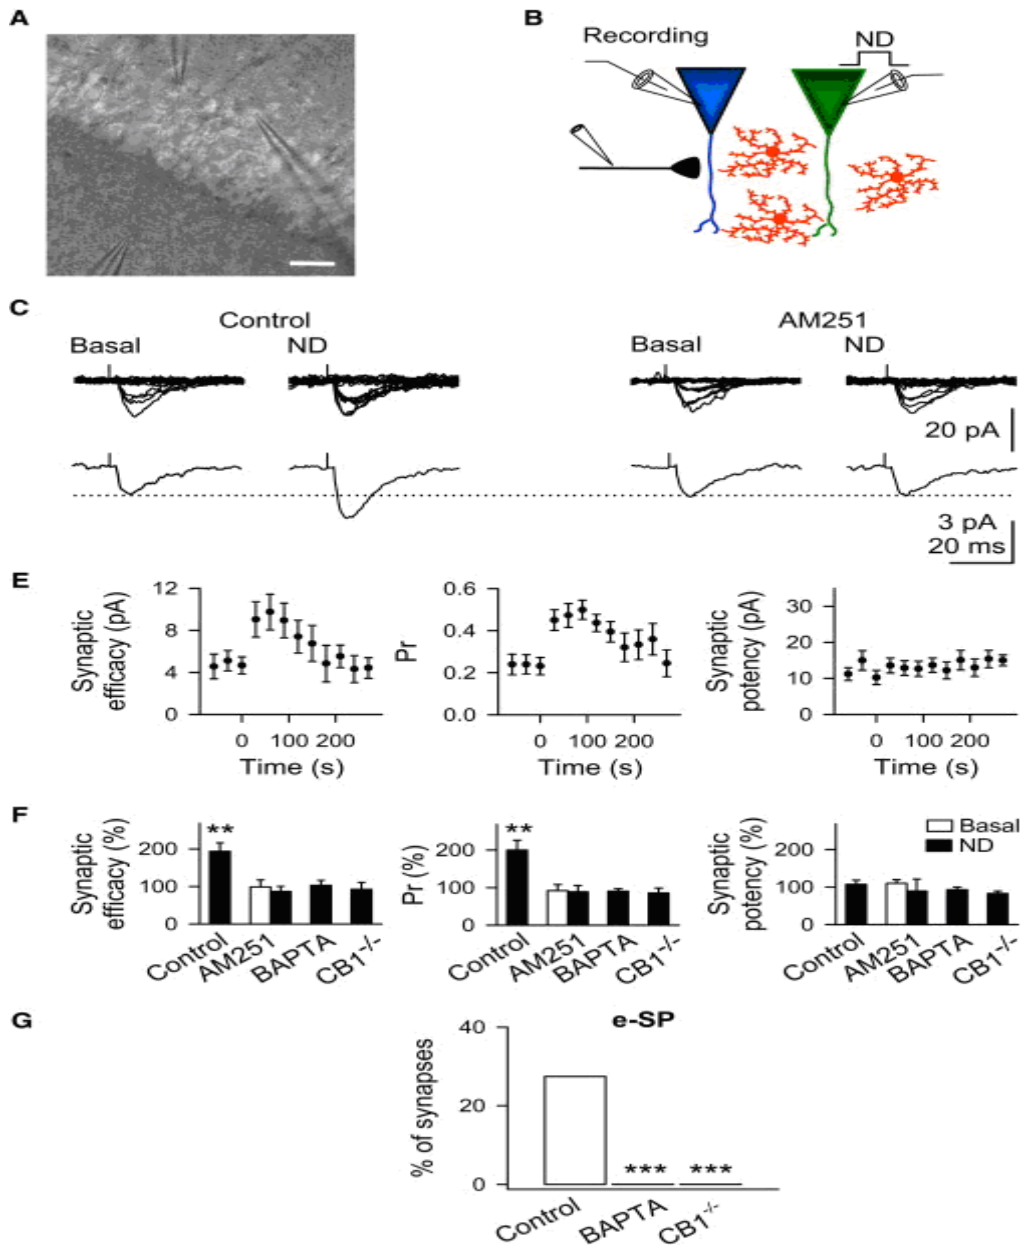 A
B
Recording
ND
C
Control
AM251
Basal
ND
Basal
ND
20 pA
3 pA
20 ms
E
Synaptic
efficacy (pA)
12
8
4
0
0
100
200
Time (s)
Pr
0.6
0.4
0.2
0.0
0
100
200
Time (s)
Synaptic
potency (pA)
30
20
10
0
0
100
200
Time (s)
F
Synaptic
efficacy (%)
200
100
0
**
Control
AM251
BAPTA
CB1-/-
Pr (%)
200
100
0
**
Control
AM251
BAPTA
CB1-/-
Synaptic
potency (%)
200
100
0
Basal
ND
Control
AM251
BAPTA
CB1-/-
G
e-SP
% of synapses
40
20
0
***
***
Control
BAPTA
CB1-/-